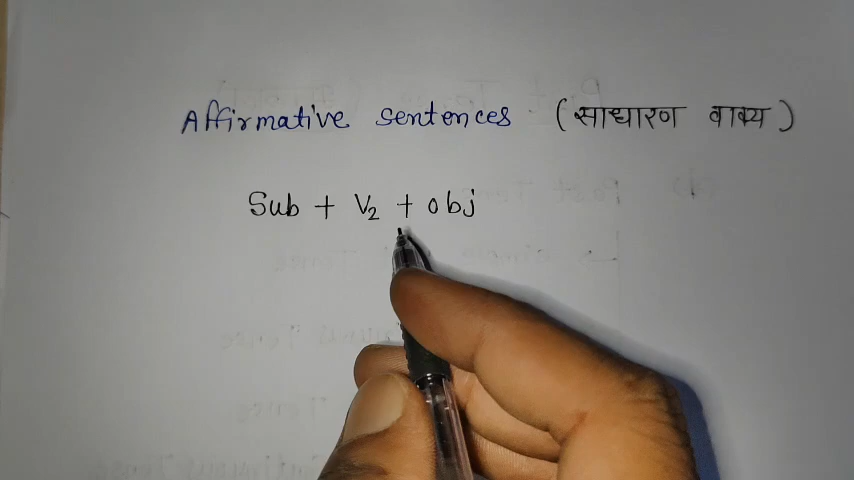 Affirmative sentences (साधारण वाक्य)
Sub + V₂ + obj